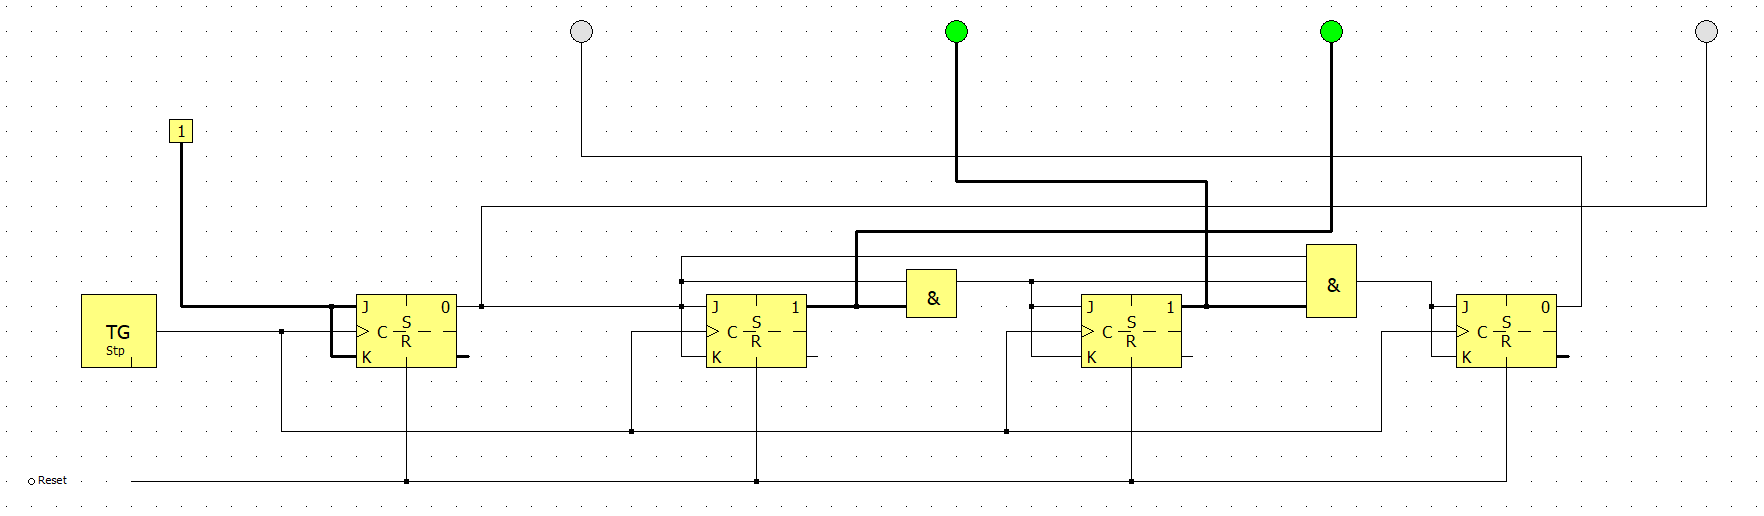 1
J 0 J 1 & J 1 & J 0
TG C S C S C S C S
Stp R R R R
K K K K
Reset